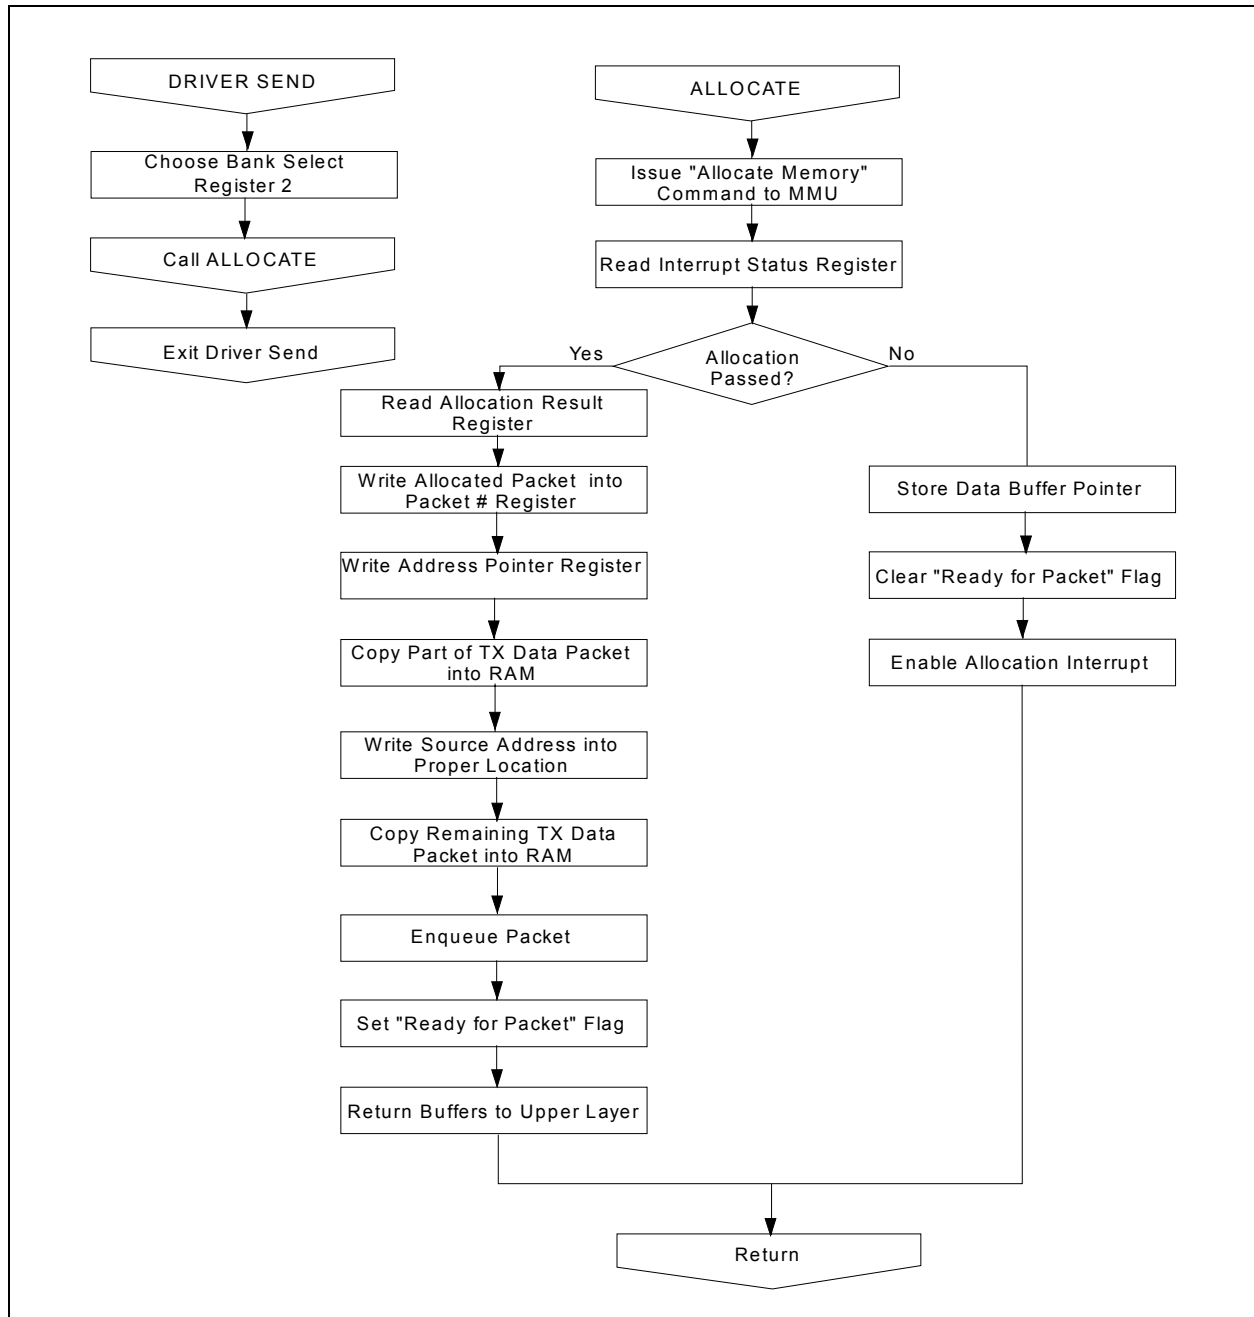 DRIVER SEND
Choose Bank Select
Register 2
Call ALLOCATE
Exit Driver Send
ALLOCATE
Issue "Allocate Memory"
Command to MMU
Read Interrupt Status Register
Allocation
Passed?
Yes
No
Read Allocation Result
Register
Write Allocated Packet into
Packet # Register
Write Address Pointer Register
Copy Part of TX Data Packet
into RAM
Write Source Address into
Proper Location
Copy Remaining TX Data
Packet into RAM
Enqueue Packet
Set "Ready for Packet" Flag
Return Buffers to Upper Layer
Store Data Buffer Pointer
Clear "Ready for Packet" Flag
Enable Allocation Interrupt
Return